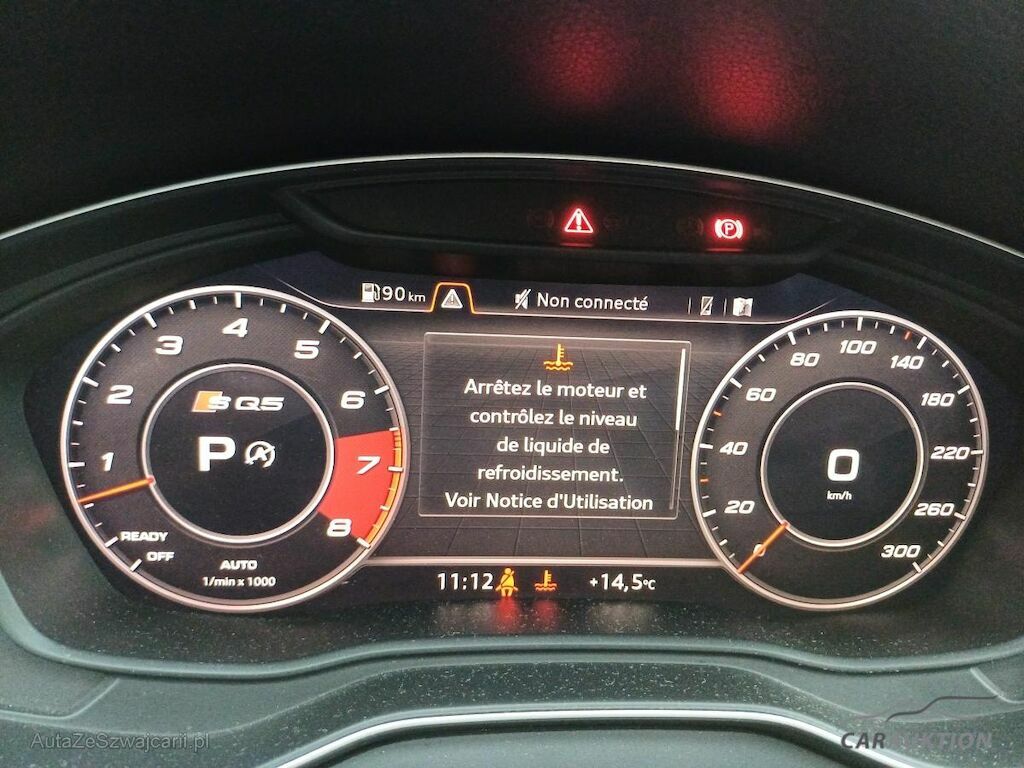 P
90 km
Non connecté
Arrêtez le moteur et
contrôlez le niveau
de liquide de
refroidissement.
Voir Notice d'Utilisation
1
2
3
4
5
6
7
8
SQ5
P
READY
OFF
AUTO
1/min x 1000
20
40
60
80
100
140
180
220
260
300
0
km/h
11:12
+14,5°C
AutaZeSzwajcarii.pl
CARAUKTION